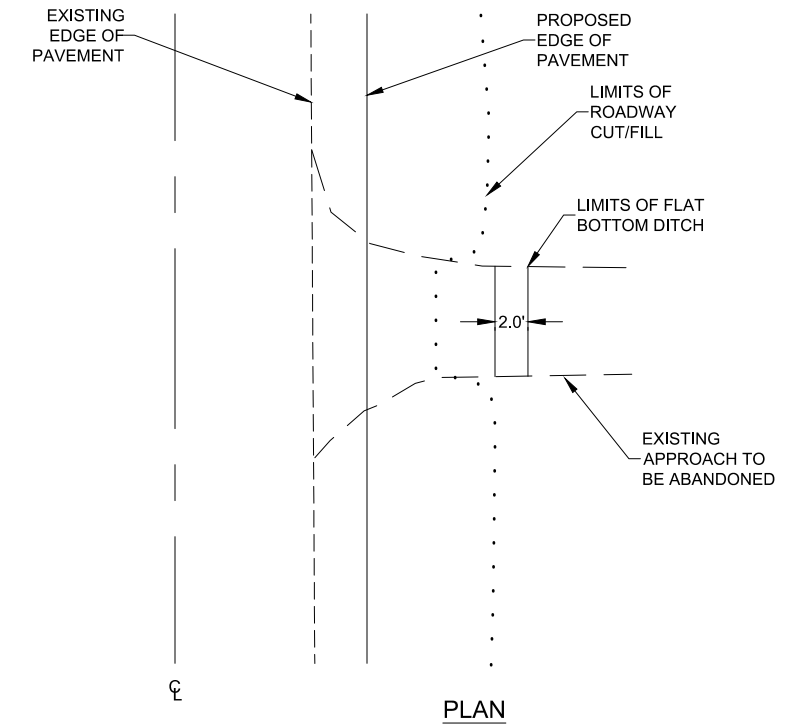 EXISTING
EDGE OF
PAVEMENT
PROPOSED
EDGE OF
PAVEMENT
LIMITS OF
ROADWAY
CUT/FILL
LIMITS OF FLAT
BOTTOM DITCH
2.0'
EXISTING
APPROACH TO
BE ABANDONED
℄
PLAN